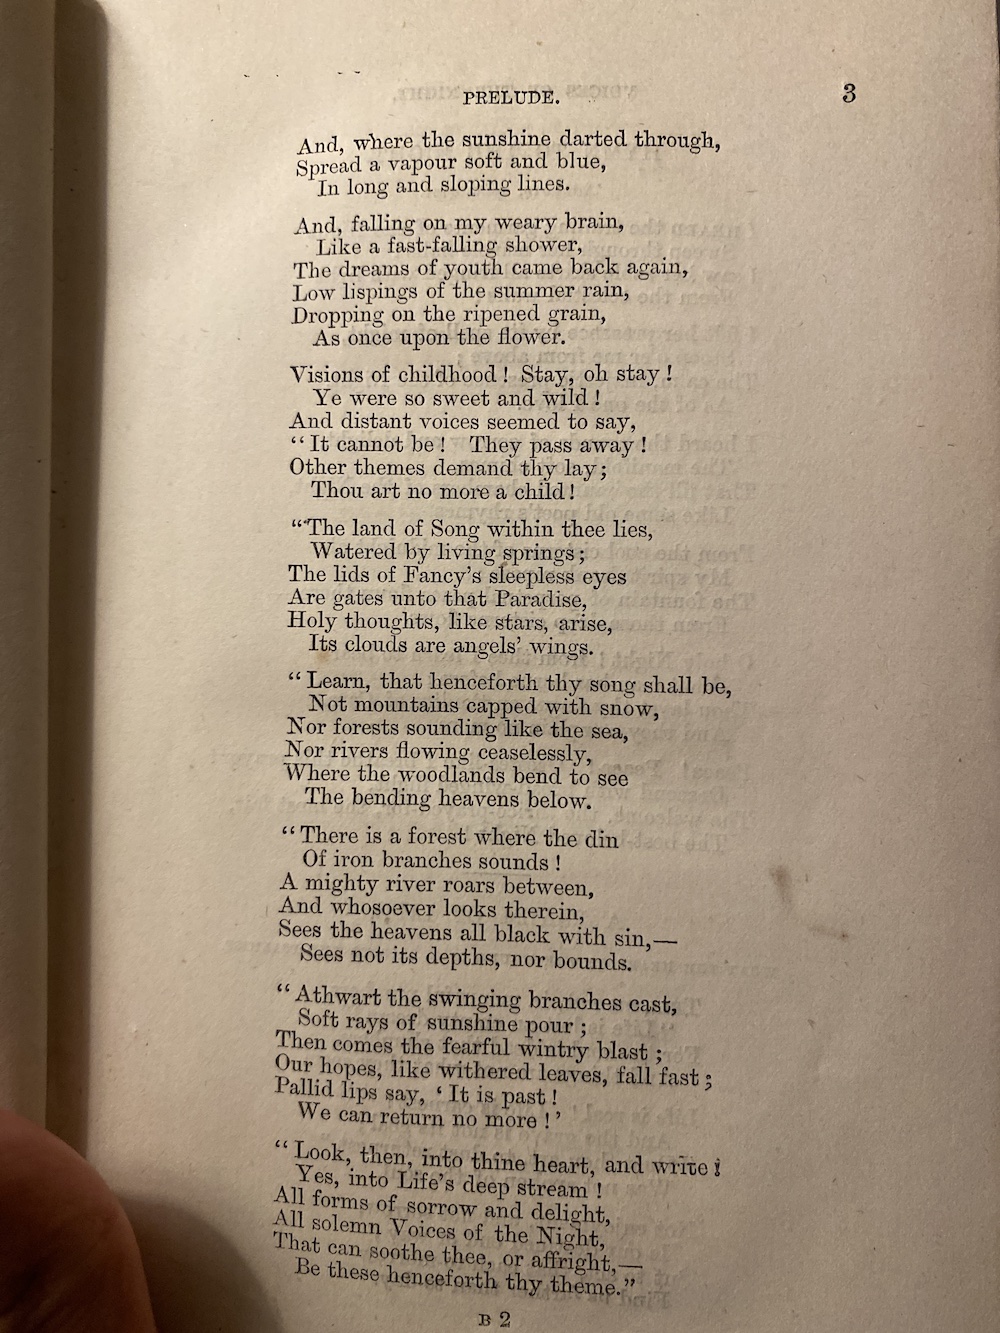 PRELUDE. 3
And, where the sunshine darted through,
Spread a vapour soft and blue,
In long and sloping lines.
And, falling on my weary brain,
Like a fast-falling shower,
The dreams of youth came back again,
Low lispings of the summer rain,
Dropping on the ripened grain,
As once upon the flower.
Visions of childhood! Stay, oh stay!
Ye were so sweet and wild!
And distant voices seemed to say,
“It cannot be! They pass away!
Other themes demand thy lay;
Thou art no more a child!
“The land of Song within thee lies,
Watered by living springs;
The lids of Fancy’s sleepless eyes
Are gates unto that Paradise,
Holy thoughts, like stars, arise,
Its clouds are angels’ wings.
“Learn, that henceforth thy song shall be,
Not mountains capped with snow,
Nor forests sounding like the sea,
Nor rivers flowing ceaselessly,
Where the woodlands bend to see
The bending heavens below.
“There is a forest where the din
Of iron branches sounds!
A mighty river roars between,
And whosoever looks therein,
Sees the heavens all black with sin,—
Sees not its depths, nor bounds.
“Athwart the swinging branches cast,
Soft rays of sunshine pour;
Then comes the fearful wintry blast;
Our hopes, like withered leaves, fall fast;
Pallid lips say, ‘It is past!
We can return no more!’
“Look, then, into thine heart, and write!
Yes, into Life’s deep stream!
All forms of sorrow and delight,
All solemn Voices of the Night,
That can soothe thee, or affright,—
Be these henceforth thy theme.”
B 2